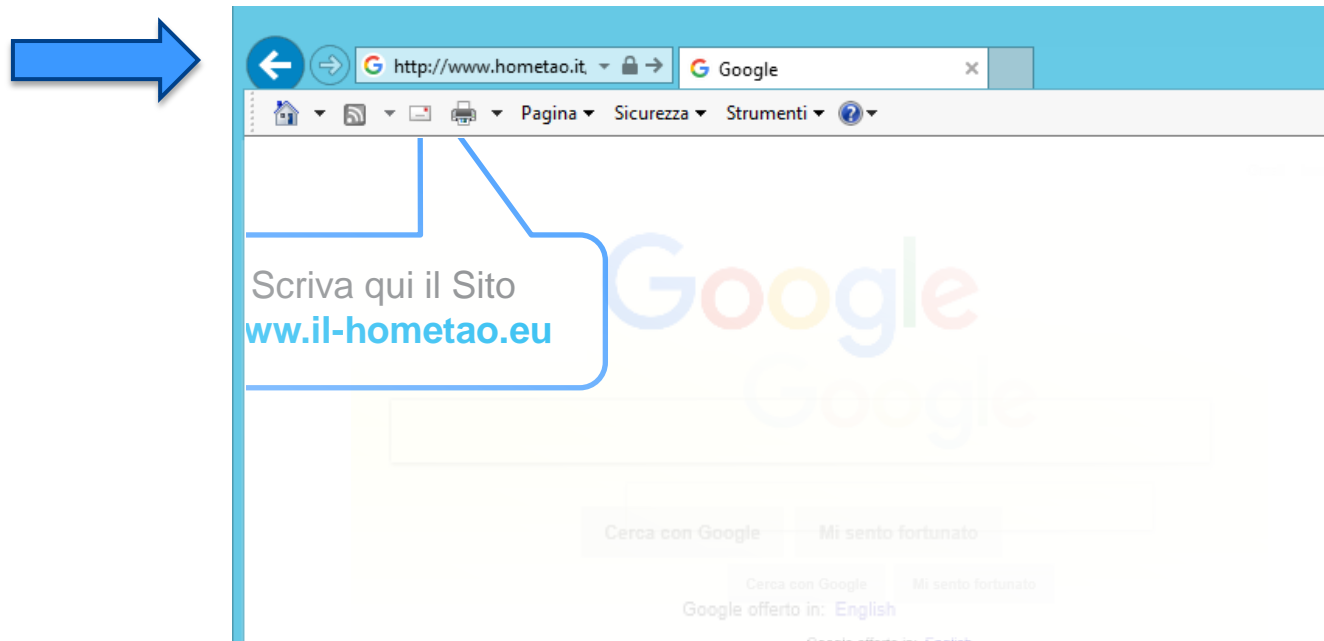 http://www.hometao.it
Google
Pagina
Sicurezza
Strumenti
Scriva qui il Sito
ww.il-hometao.eu
Google
Google
Cerca con Google
Mi sento fortunato
Cerca con Google
Mi sento fortunato
Google offerto in: English